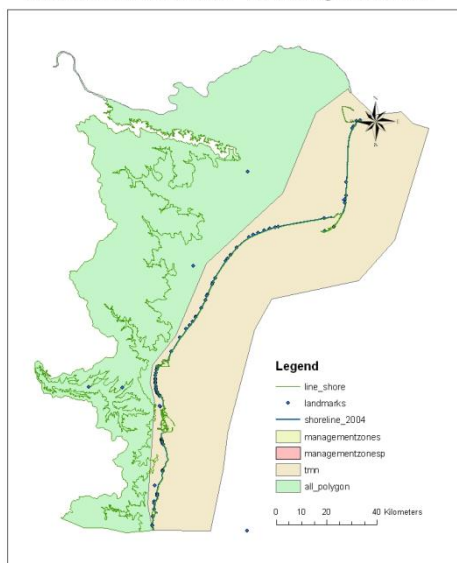 Legend
line_shore
landmarks
shoreline_2004
managementzones
managementzonesp
tmn
all_polygon
0 10 20 40 Kilometers